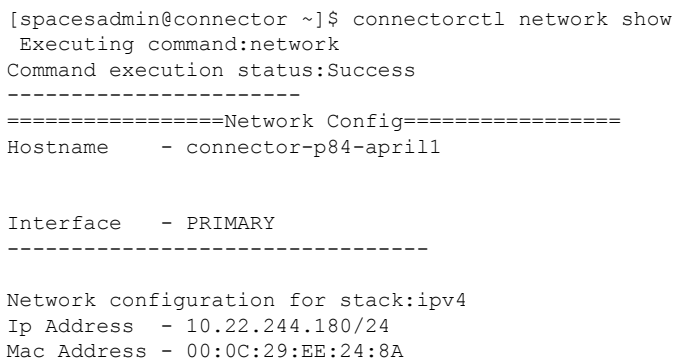 [spacesadmin@connector ~]$ connectorctl network show
Executing command:network
Command execution status:Success
-----------------------
=================Network Config=================
Hostname - connector-p84-april1
Interface - PRIMARY
---------------------------------
Network configuration for stack:ipv4
Ip Address - 10.22.244.180/24
Mac Address - 00:0C:29:EE:24:8A